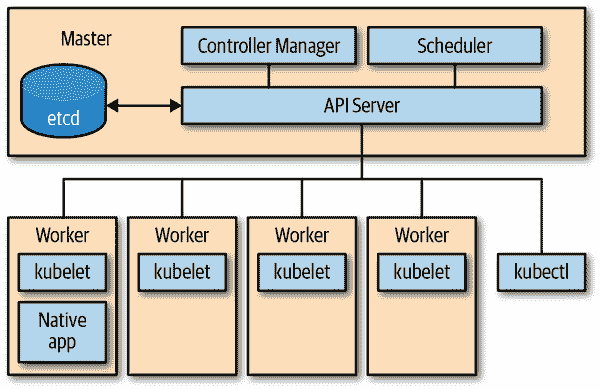 Master
Controller Manager
Scheduler
etcd
API Server
Worker
Worker
Worker
Worker
kubelet
kubelet
kubelet
kubelet
kubectl
Native
app